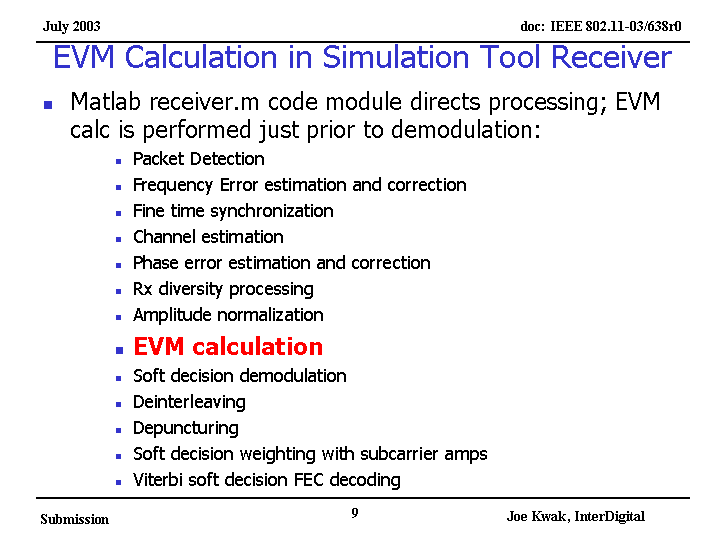 July 2003
doc: IEEE 802.11-03/638r0
EVM Calculation in Simulation Tool Receiver
Matlab receiver.m code module directs processing; EVM
calc is performed just prior to demodulation:
Packet Detection
Frequency Error estimation and correction
Fine time synchronization
Channel estimation
Phase error estimation and correction
Rx diversity processing
Amplitude normalization
EVM calculation
Soft decision demodulation
Deinterleaving
Depuncturing
Soft decision weighting with subcarrier amps
Viterbi soft decision FEC decoding
Submission
9
Joe Kwak, InterDigital